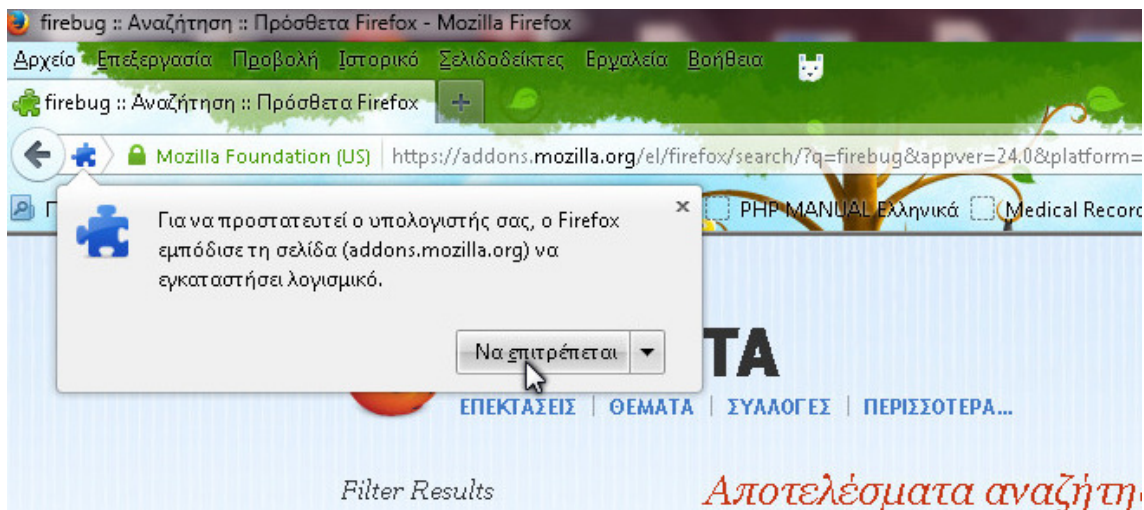 firebug :: Αναζήτηση :: Πρόσθετα Firefox - Mozilla Firefox
Αρχείο Επεξεργασία Προβολή Ιστορικό Σελιδοδείκτες Εργαλεία Βοήθεια
firebug :: Αναζήτηση :: Πρόσθετα Firefox
Mozilla Foundation (US) https://addons.mozilla.org/el/firefox/search/?q=firebug&appver=24.0&platform=
PHP MANUAL Ελληνικά Medical Record
Για να προστατευτεί ο υπολογιστής σας, ο Firefox
εμπόδισε τη σελίδα (addons.mozilla.org) να
εγκαταστήσει λογισμικό.
Να επιτρέπεται
ΤΑ
ΕΠΕΚΤΑΣΕΙΣ | ΘΕΜΑΤΑ | ΣΥΛΛΟΓΕΣ | ΠΕΡΙΣΣΟΤΕΡΑ...
Filter Results
Αποτελέσματα αναζήτησ